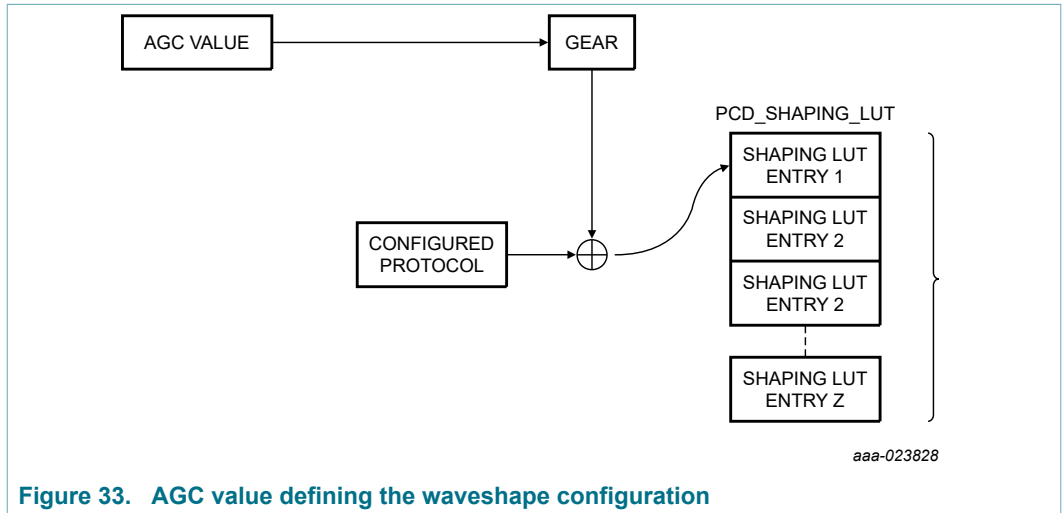 AGC VALUE
GEAR
PCD_SHAPING_LUT
SHAPING LUT
ENTRY 1
SHAPING LUT
ENTRY 2
CONFIGURED
PROTOCOL
SHAPING LUT
ENTRY 2
SHAPING LUT
ENTRY Z
aaa-023828
Figure 33. AGC value defining the waveshape configuration